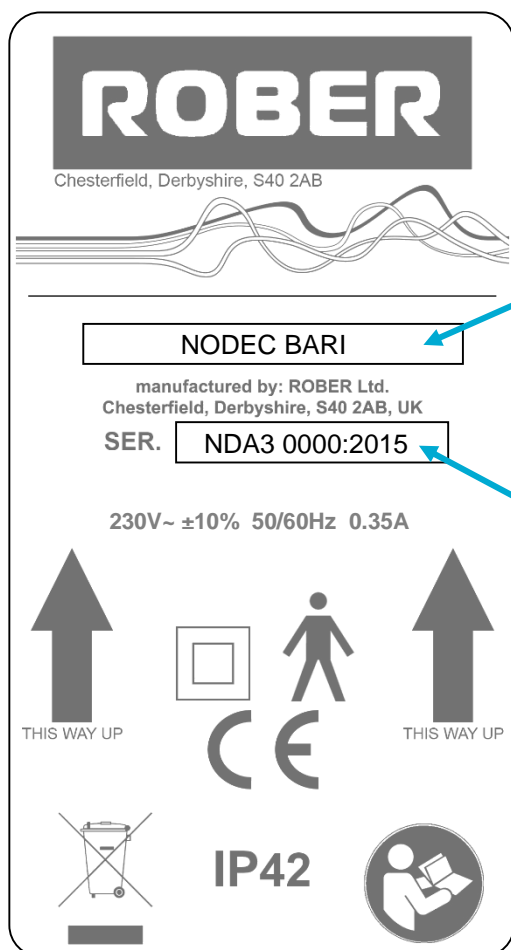 ROBER
Chesterfield, Derbyshire, S40 2AB
NODEC BARI
manufactured by: ROBER Ltd.
Chesterfield, Derbyshire, S40 2AB, UK
SER. NDA3 0000:2015
230V~ ±10% 50/60Hz 0.35A
THIS WAY UP THIS WAY UP
CE
IP42